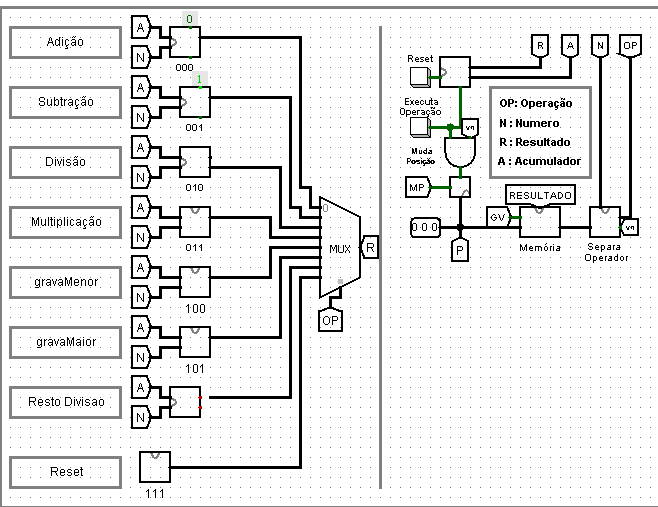 Adição
A
N
0
000
Subtração
A
N
1
001
Divisão
A
N
010
Multiplicação
A
N
011
gravaMenor
A
N
100
gravaMaior
A
N
101
Resto Divisao
A
N
Reset
111
0
MUX
R
OP
R
A
N
OP
Reset
Executa
Operação
Muda
Posição
MP
000
P
GV
RESULTADO
Memória
Separa
Operador
OP: Operação
N : Numero
R : Resultado
A : Acumulador